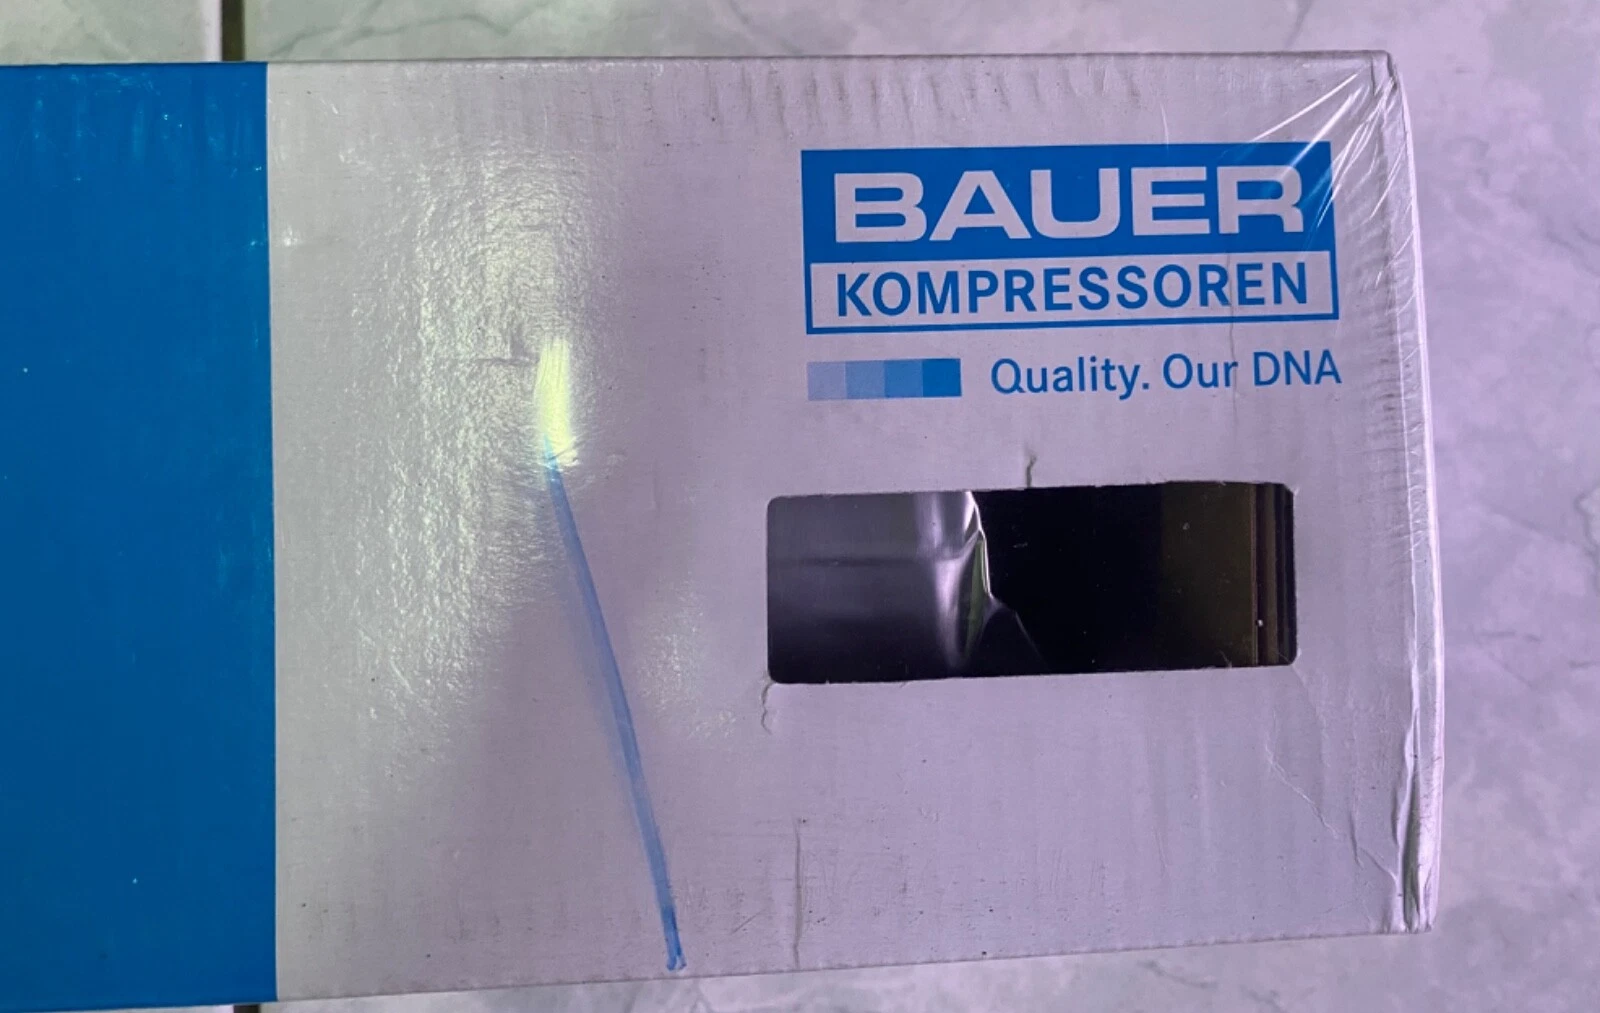 BAUER
KOMPRESSOREN
Quality. Our DNA